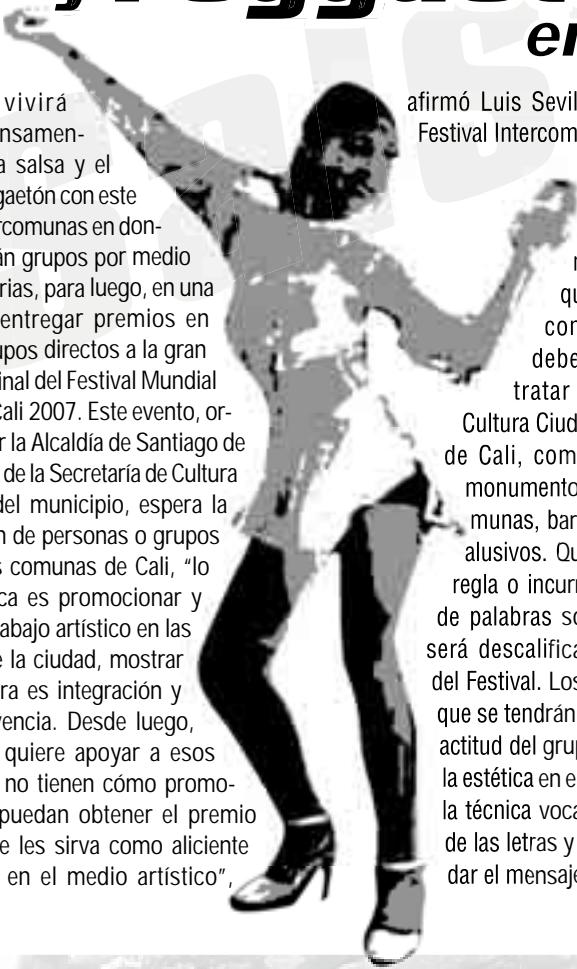 en
vivirá
nsamen-
a salsa y el
gaetón con este
rcomunas en don-
án grupos por medio
rias, para luego, en una
entregar premios en
upos directos a la gran
inal del Festival Mundial
Cali 2007. Este evento, or-
r la Alcaldía de Santiago de
de la Secretaría de Cultura
del municipio, espera la
n de personas o grupos
s comunas de Cali, “lo
ca es promocionar y
abajo artístico en las
e la ciudad, mostrar
ra es integración y
vencia. Desde luego,
quiere apoyar a esos
no tienen cómo promo-
puedan obtener el premio
e les sirva como aliciente
en el medio artístico”,
afirmó Luis Sevil
Festival Intercom
qu
con
debe
tratar
Cultura Ciud
de Cali, com
monumento
munas, bar
alusivos. Qu
regla o incurr
de palabras so
será descalifica
del Festival. Los
que se tendrán
actitud del grup
la estética en e
la técnica voca
de las letras y
dar el mensaje